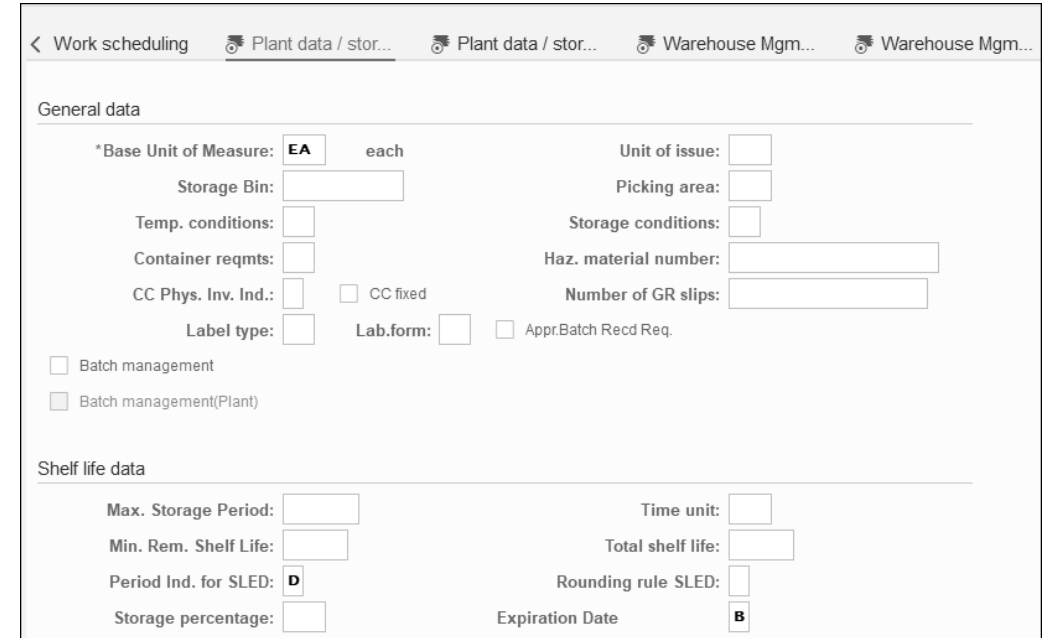 Work scheduling Plant data / stor... Plant data / stor... Warehouse Mgm... Warehouse Mgm...
General data
*Base Unit of Measure: EA each Unit of issue:
Storage Bin: Picking area:
Temp. conditions: Storage conditions:
Container reqmts: Haz. material number:
CC Phys. Inv. Ind.: CC fixed Number of GR slips:
Label type: Lab.form: Appr.Batch Recd Req.
Batch management
Batch management(Plant)
Shelf life data
Max. Storage Period: Time unit:
Min. Rem. Shelf Life: Total shelf life:
Period Ind. for SLED: D Rounding rule SLED:
Storage percentage: Expiration Date B